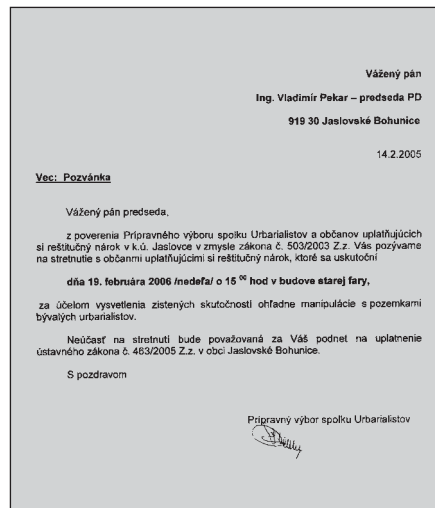 Vážený pán
Ing. Vladimír Pekar – predseda PD
919 30 Jaslovské Bohunice
14.2.2005
Vec: Pozvánka
Vážený pán predseda,
z poverenia Prípravného výboru spolku Urbarialistov a občanov uplatňujúcich
si reštitučný nárok v k.ú. Jaslovce v zmysle zákona č. 503/2003 Z.z. Vás pozývame
na stretnutie s občanmi uplatňujúcimi si reštitučný nárok, ktoré sa uskutoční
dňa 19. februára 2006 /nedeľa/ o 15 ⁰⁰ hod v budove starej fary,
za účelom vysvetlenia zistených skutočností ohľadne manipulácie s pozemkami
bývalých urbarialistov.
Neúčasť na stretnutí bude považovaná za Váš podnet na uplatnenie
ústavného zákona č. 463/2005 Z.z. v obci Jaslovské Bohunice.
S pozdravom
Prípravný výbor spolku Urbarialistov